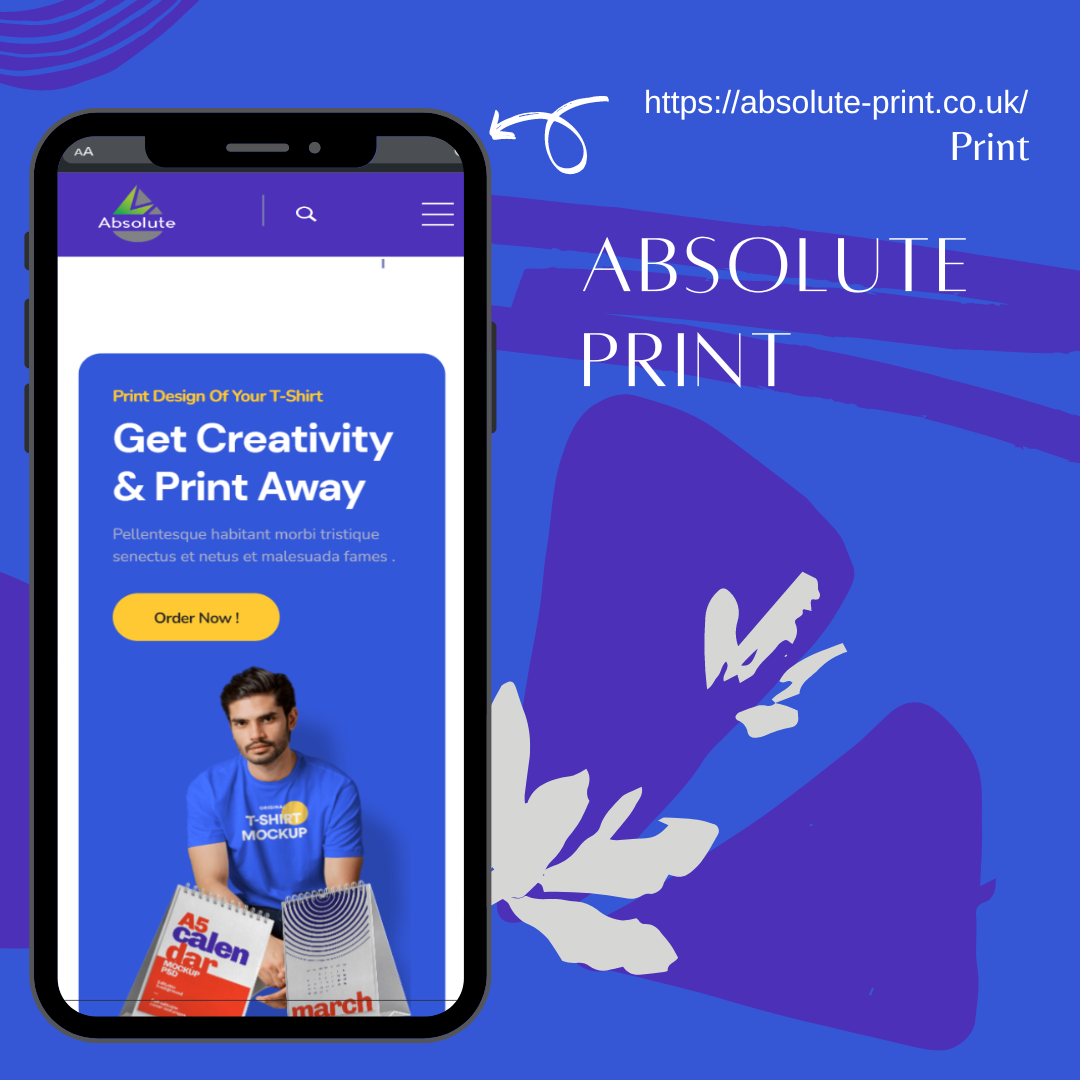 https://absolute-print.co.uk/
Print
ABSOLUTE
PRINT
AA
Absolute
Print Design Of Your T-Shirt
Get Creativity
& Print Away
Pellentesque habitant morbi tristique
senectus et netus et malesuada fames .
Order Now !
T-SHIRT
MOCKUP
A5
calen
dar
MOCKUP
PSD
march